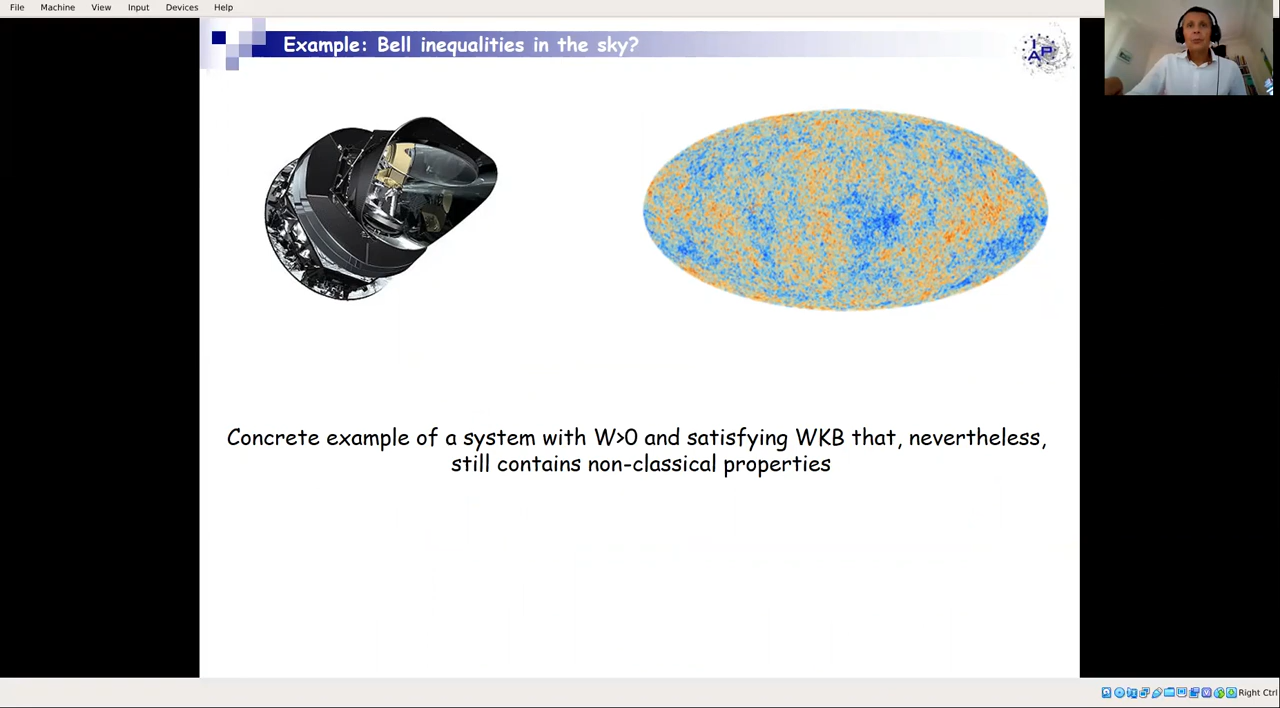 File Machine View Input Devices Help
Example: Bell inequalities in the sky?
IAP
Concrete example of a system with W>0 and satisfying WKB that, nevertheless,
still contains non-classical properties
Right Ctrl